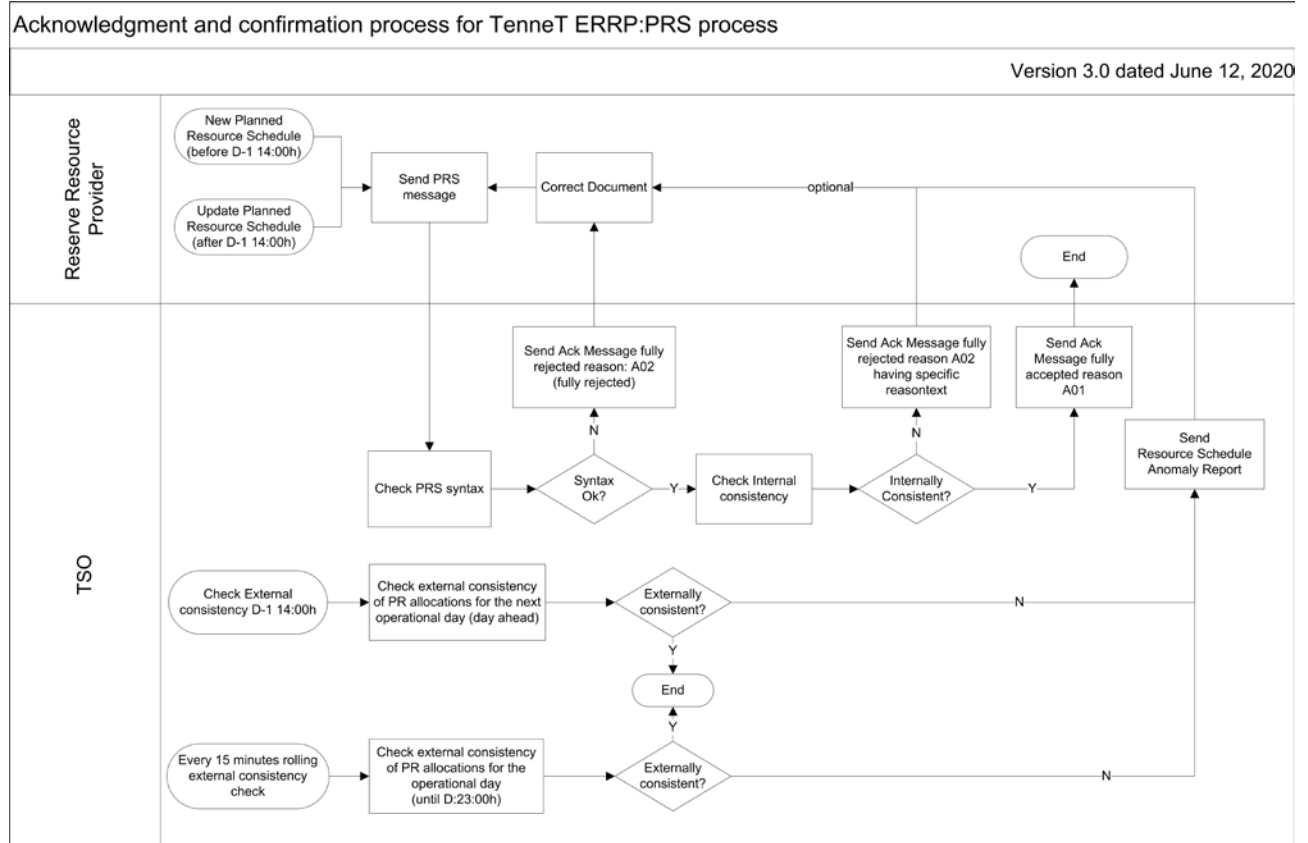 Acknowledgment and confirmation process for TenneT ERRP:PRS process
Version 3.0 dated June 12, 2020
Reserve Resource
Provider
New Planned
Resource Schedule
(before D-1 14:00h)
Update Planned
Resource Schedule
(after D-1 14:00h)
Send PRS
message
Correct Document
optional
End
TSO
Send Ack Message fully
rejected reason: A02
(fully rejected)
Send Ack Message fully
rejected reason A02
having specific
reasontext
Send Ack
Message fully
accepted reason
A01
Send
Resource Schedule
Anomaly Report
N
N
Check PRS syntax
Syntax
Ok?
Y
Check Internal
consistency
Internally
Consistent?
Y
Check External
consistency D-1 14:00h
Check external consistency
of PR allocations for the next
operational day (day ahead)
Externally
consistent?
N
Y
End
Y
Every 15 minutes rolling
external consistency
check
Check external consistency
of PR allocations for the
operational day
(until D:23:00h)
Externally
consistent?
N